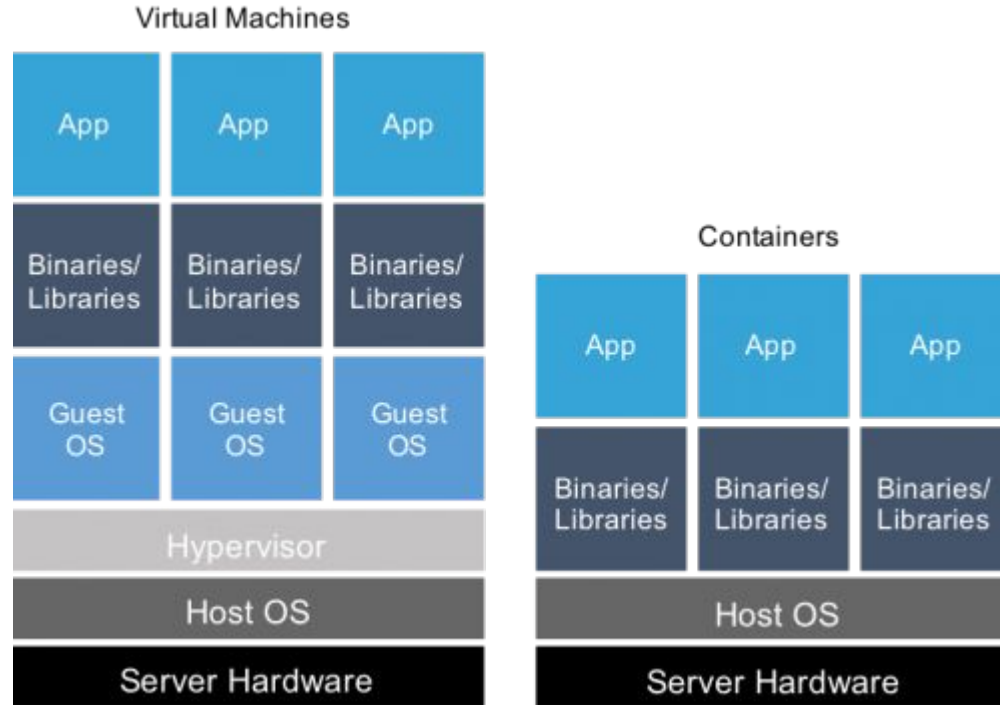 Virtual Machines
App
App
App
Binaries/
Libraries
Binaries/
Libraries
Binaries/
Libraries
Guest
OS
Guest
OS
Guest
OS
Hypervisor
Host OS
Server Hardware
Containers
App
App
App
Binaries/
Libraries
Binaries/
Libraries
Binaries/
Libraries
Host OS
Server Hardware